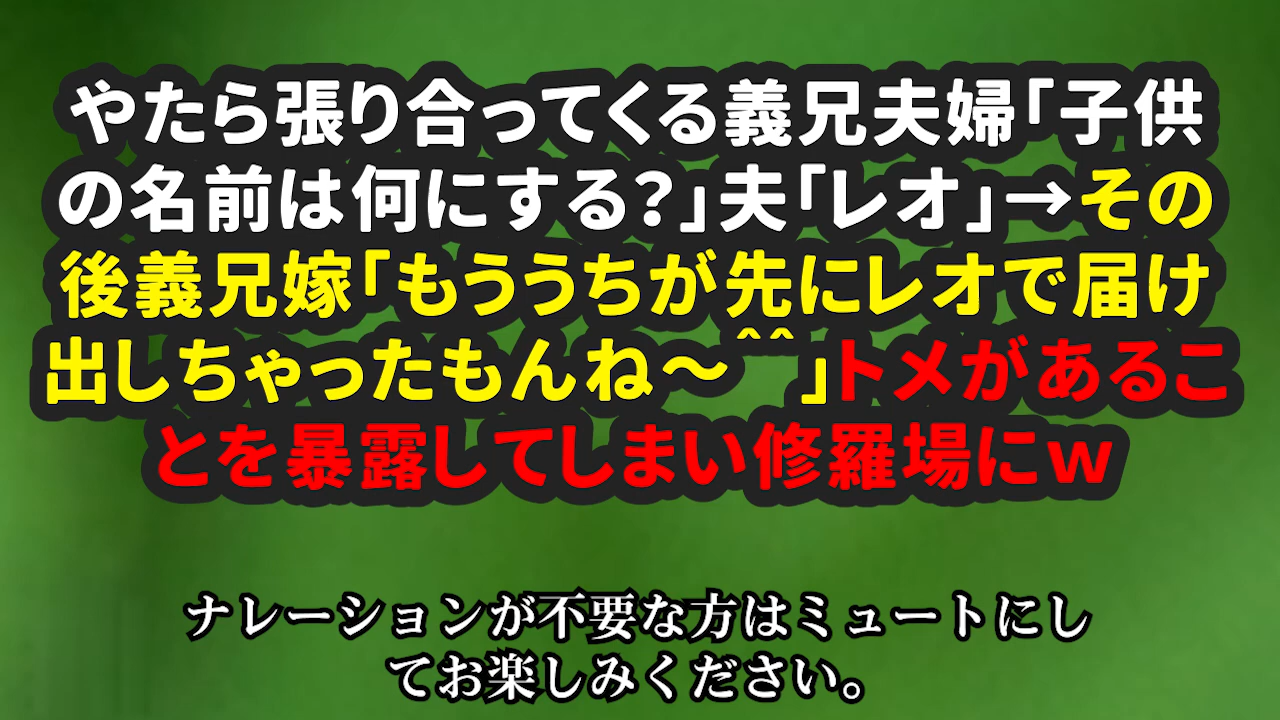 やたら張り合ってくる義兄夫婦「子供
の名前は何にする？」夫「レオ」→その
後義兄嫁「もううちが先にレオで届け
出しちゃったもんね～＾＾」トメがあるこ
とを暴露してしまい修羅場にｗ
ナレーションが不要な方はミュートにし
てお楽しみください。